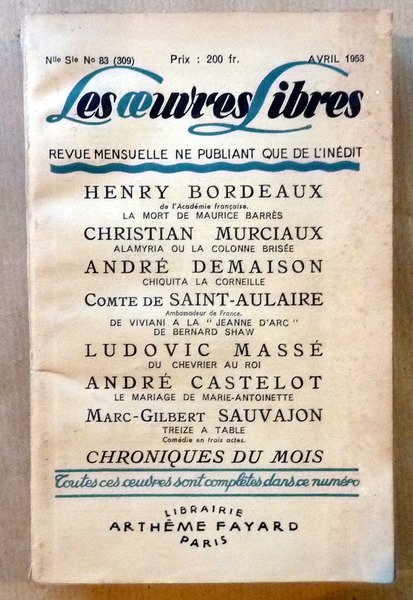 Nlle Sie No 83 (309) Prix : 200 fr. AVRIL 1953
Les œuvres Libres
REVUE MENSUELLE NE PUBLIANT QUE DE L'INÉDIT
HENRY BORDEAUX
de l'Académie française.
LA MORT DE MAURICE BARRÈS
CHRISTIAN MURCIAUX
ALAMYRIA OU LA COLONNE BRISÉE
ANDRÉ DEMAISON
CHIQUITA LA CORNEILLE
COMTE DE SAINT-AULAIRE
Ambassadeur de France.
DE VIVIANI A LA "JEANNE D'ARC"
DE BERNARD SHAW
LUDOVIC MASSÉ
DU CHEVRIER AU ROI
ANDRÉ CASTELOT
LE MARIAGE DE MARIE-ANTOINETTE
MARC-GILBERT SAUVAJON
TREIZE A TABLE
Comédie en trois actes.
CHRONIQUES DU MOIS
Toutes ces œuvres sont complètes dans ce numéro
LIBRAIRIE
ARTHÈME FAYARD
PARIS